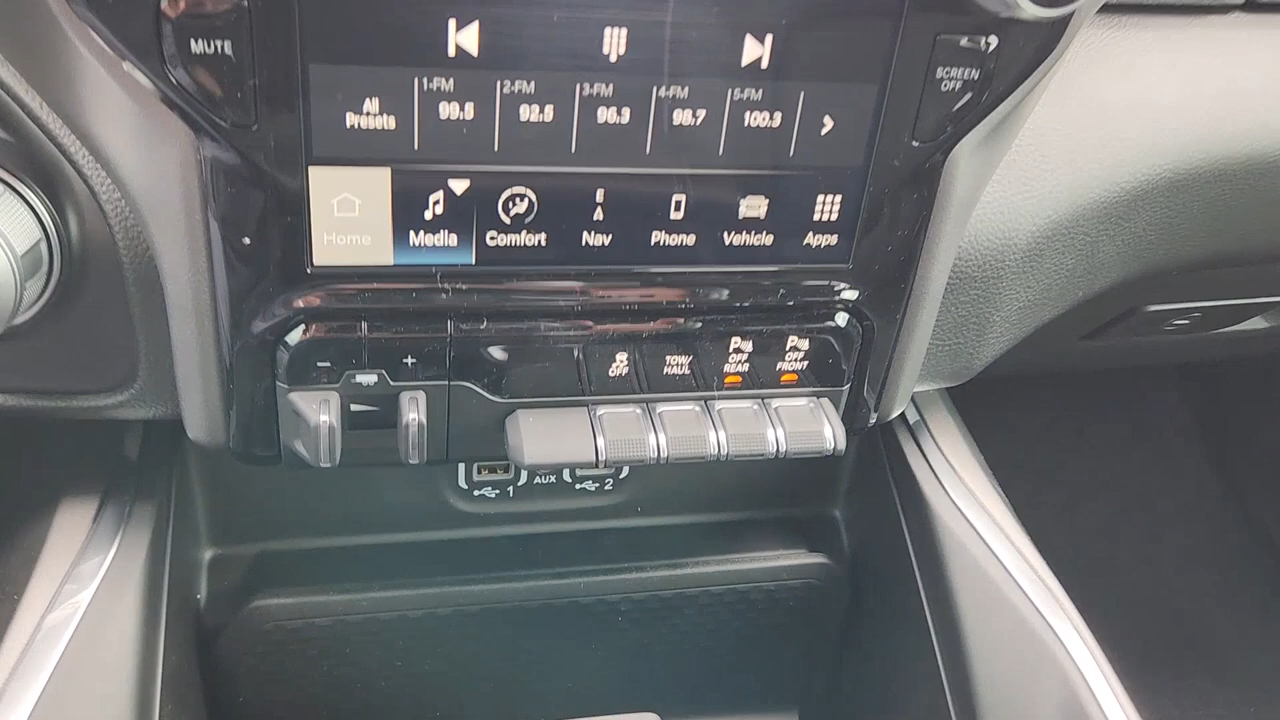 MUTE
SCREEN
OFF
1-FM 2-FM 3-FM 4-FM 5-FM
All
Presets
99.5 92.5 96.3 98.7 100.3
Home Media Comfort Nav Phone Vehicle Apps
- +
OFF
TOW/
HAUL
P
OFF
REAR
P
OFF
FRONT
1 AUX 2